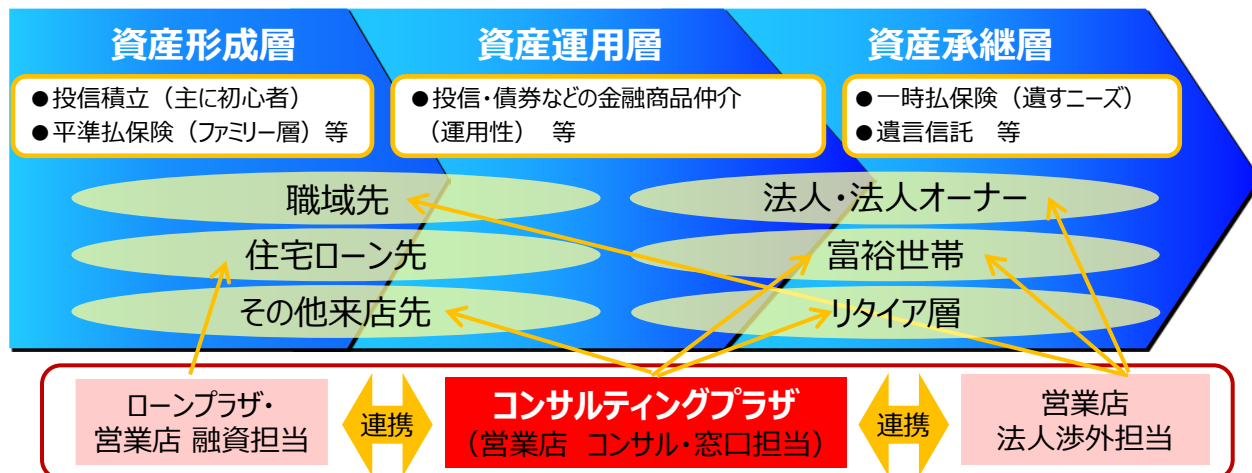 資産形成層
資産運用層
資産承継層
●投信積立（主に初心者）
●平準払保険（ファミリー層）等
●投信・債券などの金融商品仲介
（運用性） 等
●一時払保険（遺すニーズ）
●遺言信託 等
職域先
法人・法人オーナー
住宅ローン先
富裕世帯
その他来店先
リタイア層
ローンプラザ・
営業店 融資担当
連携
コンサルティングプラザ
（営業店 コンサル・窓口担当）
連携
営業店
法人渉外担当